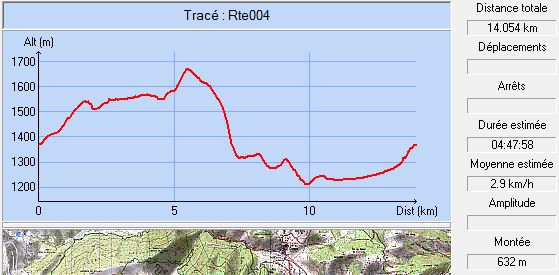 Tracé : Rte004
Alt (m)
1700
1600
1500
1400
1300
1200
0
5
10
Dist (km)
Distance totale
14.054 km
Déplacements
Arrêts
Durée estimée
04:47:58
Moyenne estimée
2.9 km/h
Amplitude
Montée
632 m